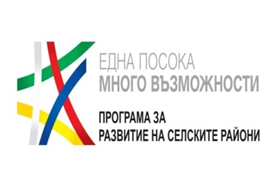 ЕДНА ПОСОКА
МНОГО ВЪЗМОЖНОСТИ
ПРОГРАМА ЗА
РАЗВИТИЕ НА СЕЛСКИТЕ РАЙОНИ